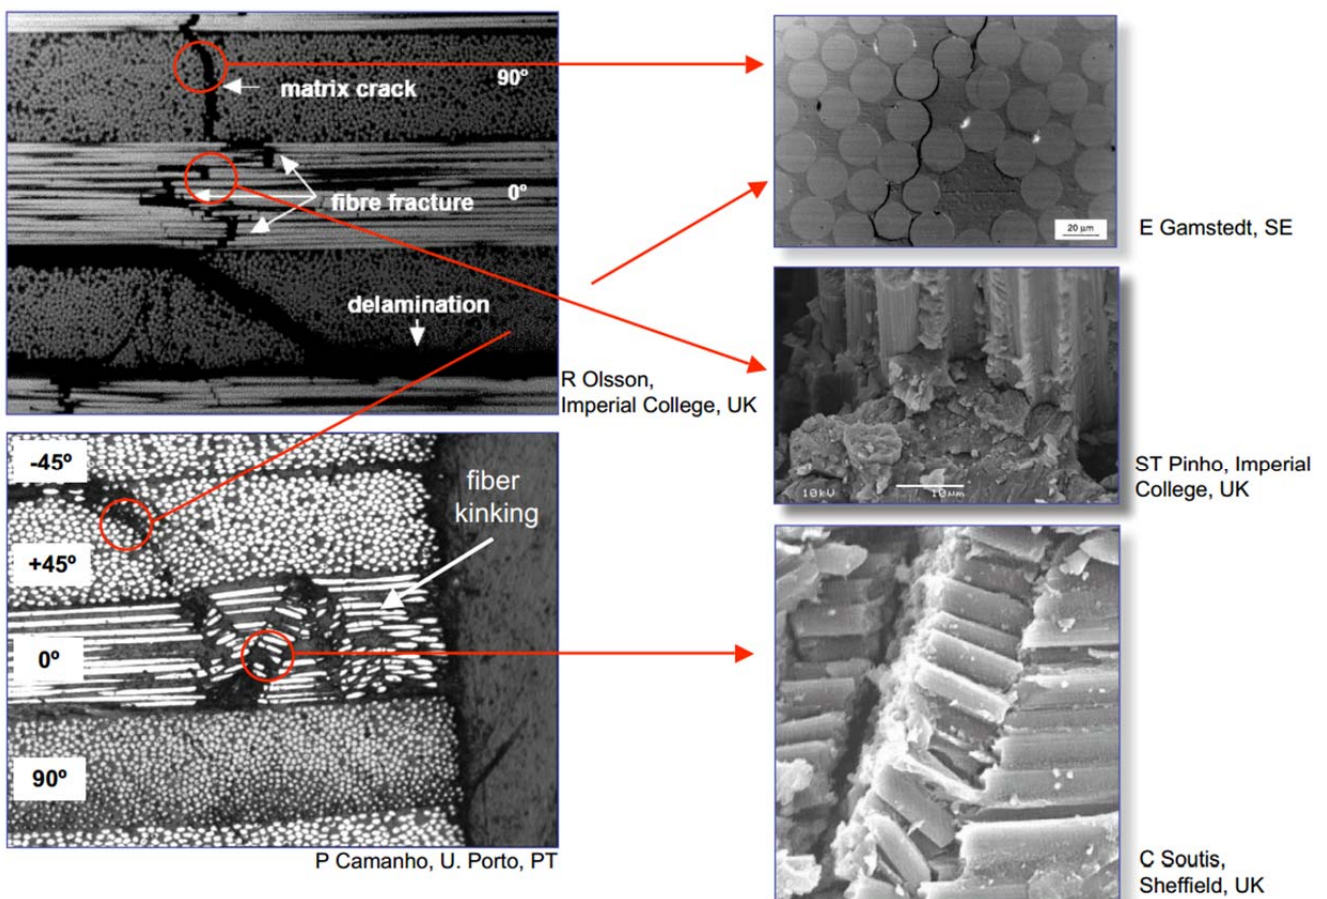 90º
matrix crack
fibre fracture
0º
delamination
R Olsson,
Imperial College, UK
-45º
fiber
kinking
+45º
0º
90º
P Camanho, U. Porto, PT
20 µm
E Gamstedt, SE
10kV
10µm
ST Pinho, Imperial
College, UK
C Soutis,
Sheffield, UK